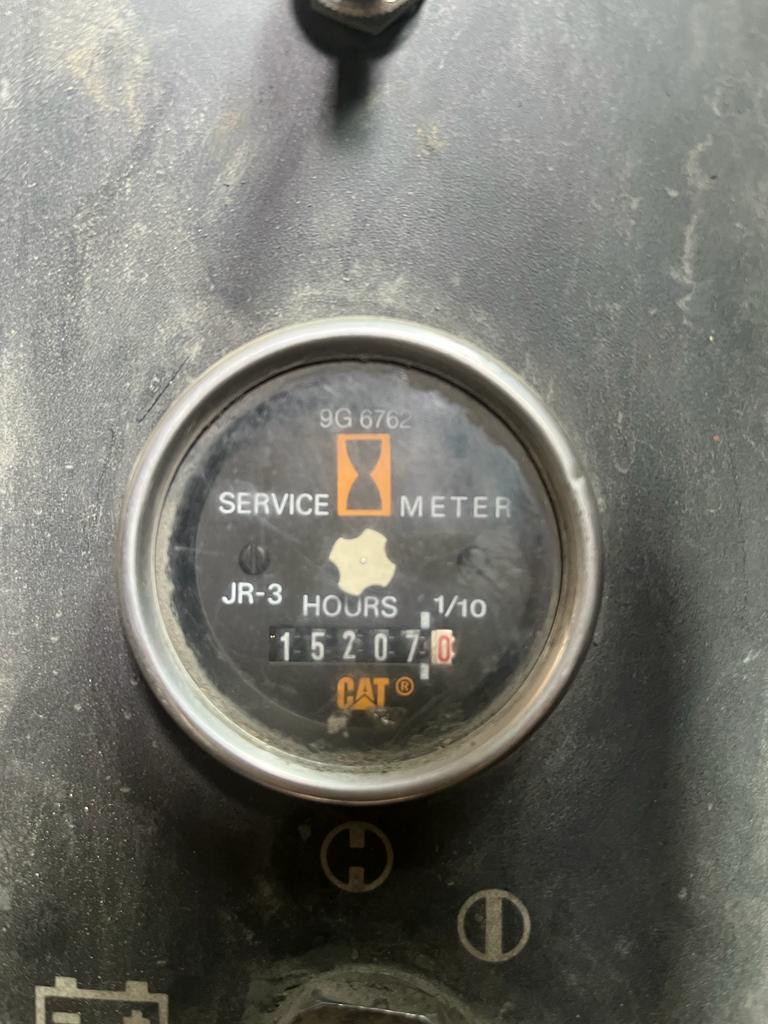 9G 6762
SERVICE METER
JR-3 HOURS 1/10
152070
CAT®